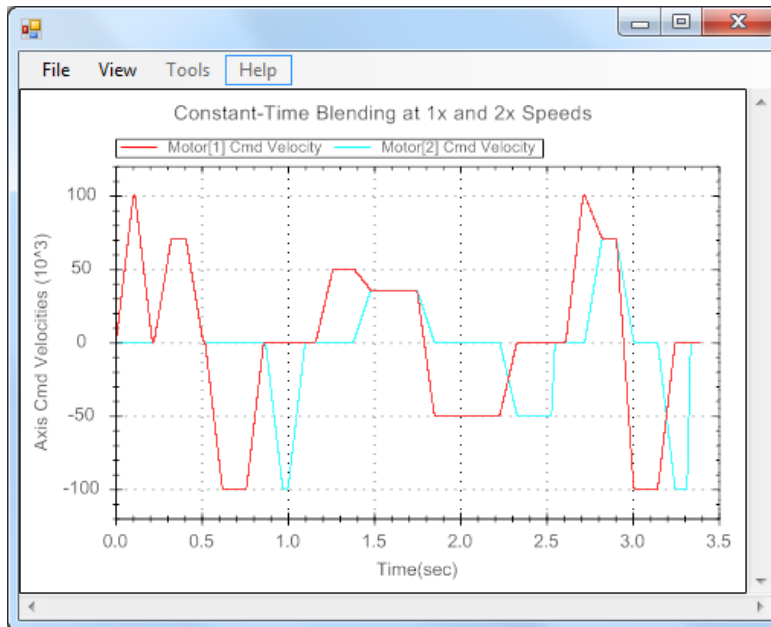 File View Tools Help
Constant-Time Blending at 1x and 2x Speeds
Motor[1] Cmd Velocity Motor[2] Cmd Velocity
Axis Cmd Velocities (10^3)
100
50
0
-50
-100
0.0 0.5 1.0 1.5 2.0 2.5 3.0 3.5
Time(sec)